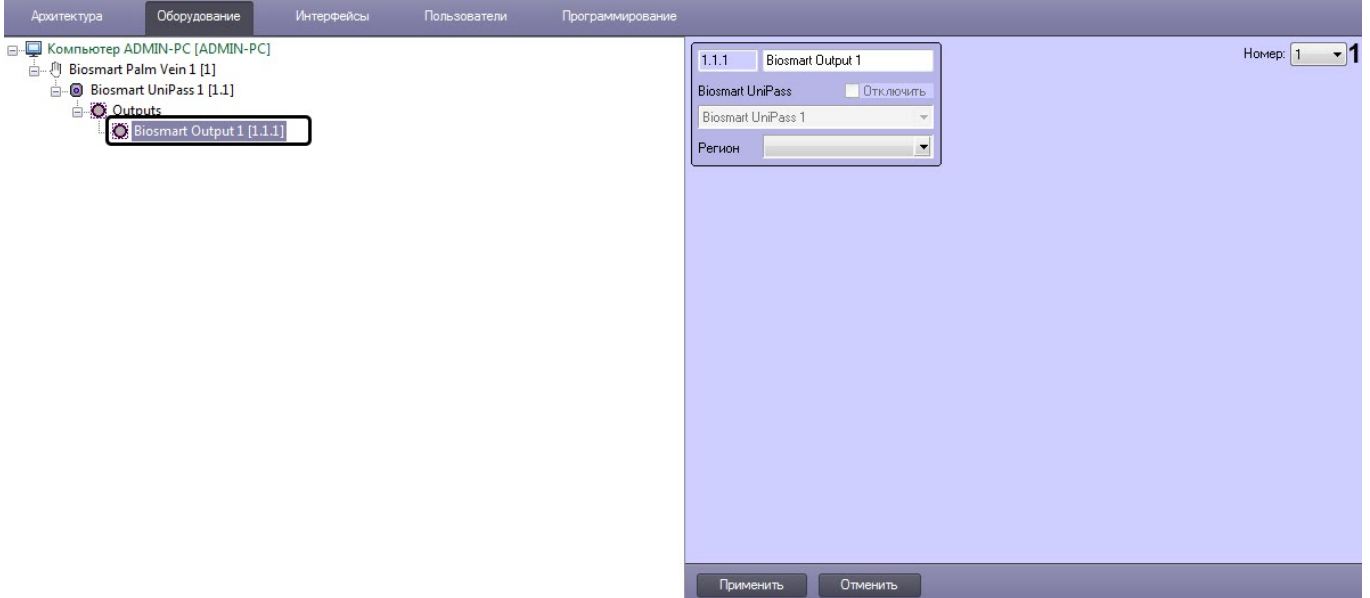 Архитектура Оборудование Интерфейсы Пользователи Программирование
Компьютер ADMIN-PC [ADMIN-PC]
Biosmart Palm Vein 1 [1]
Biosmart UniPass 1 [1.1]
Outputs
Biosmart Output 1 [1.1.1]
1.1.1 Biosmart Output 1
Biosmart UniPass Отключить
Biosmart UniPass 1
Регион
Номер: 1 1
Применить Отменить